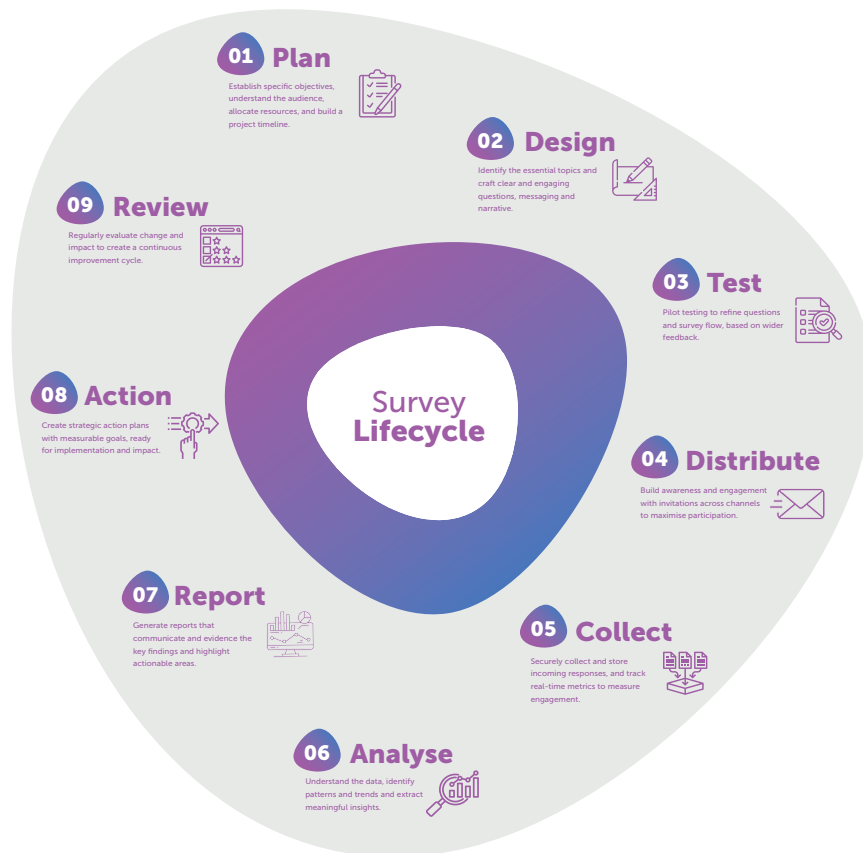 01 Plan
Establish specific objectives,
understand the audience,
allocate resources, and build a
project timeline.
02 Design
Identify the essential topics and
craft clear and engaging
questions, messaging and
narrative.
03 Test
Pilot testing to refine questions
and survey flow, based on wider
feedback.
04 Distribute
Build awareness and engagement
with invitations across channels
to maximise participation.
05 Collect
Securely collect and store
incoming responses, and track
real-time metrics to measure
engagement.
06 Analyse
Understand the data, identify
patterns and trends and extract
meaningful insights.
07 Report
Generate reports that
communicate and evidence the
key findings and highlight
actionable areas.
08 Action
Create strategic action plans
with measurable goals, ready
for implementation and impact.
09 Review
Regularly evaluate change and
impact to create a continuous
improvement cycle.
Survey
Lifecycle